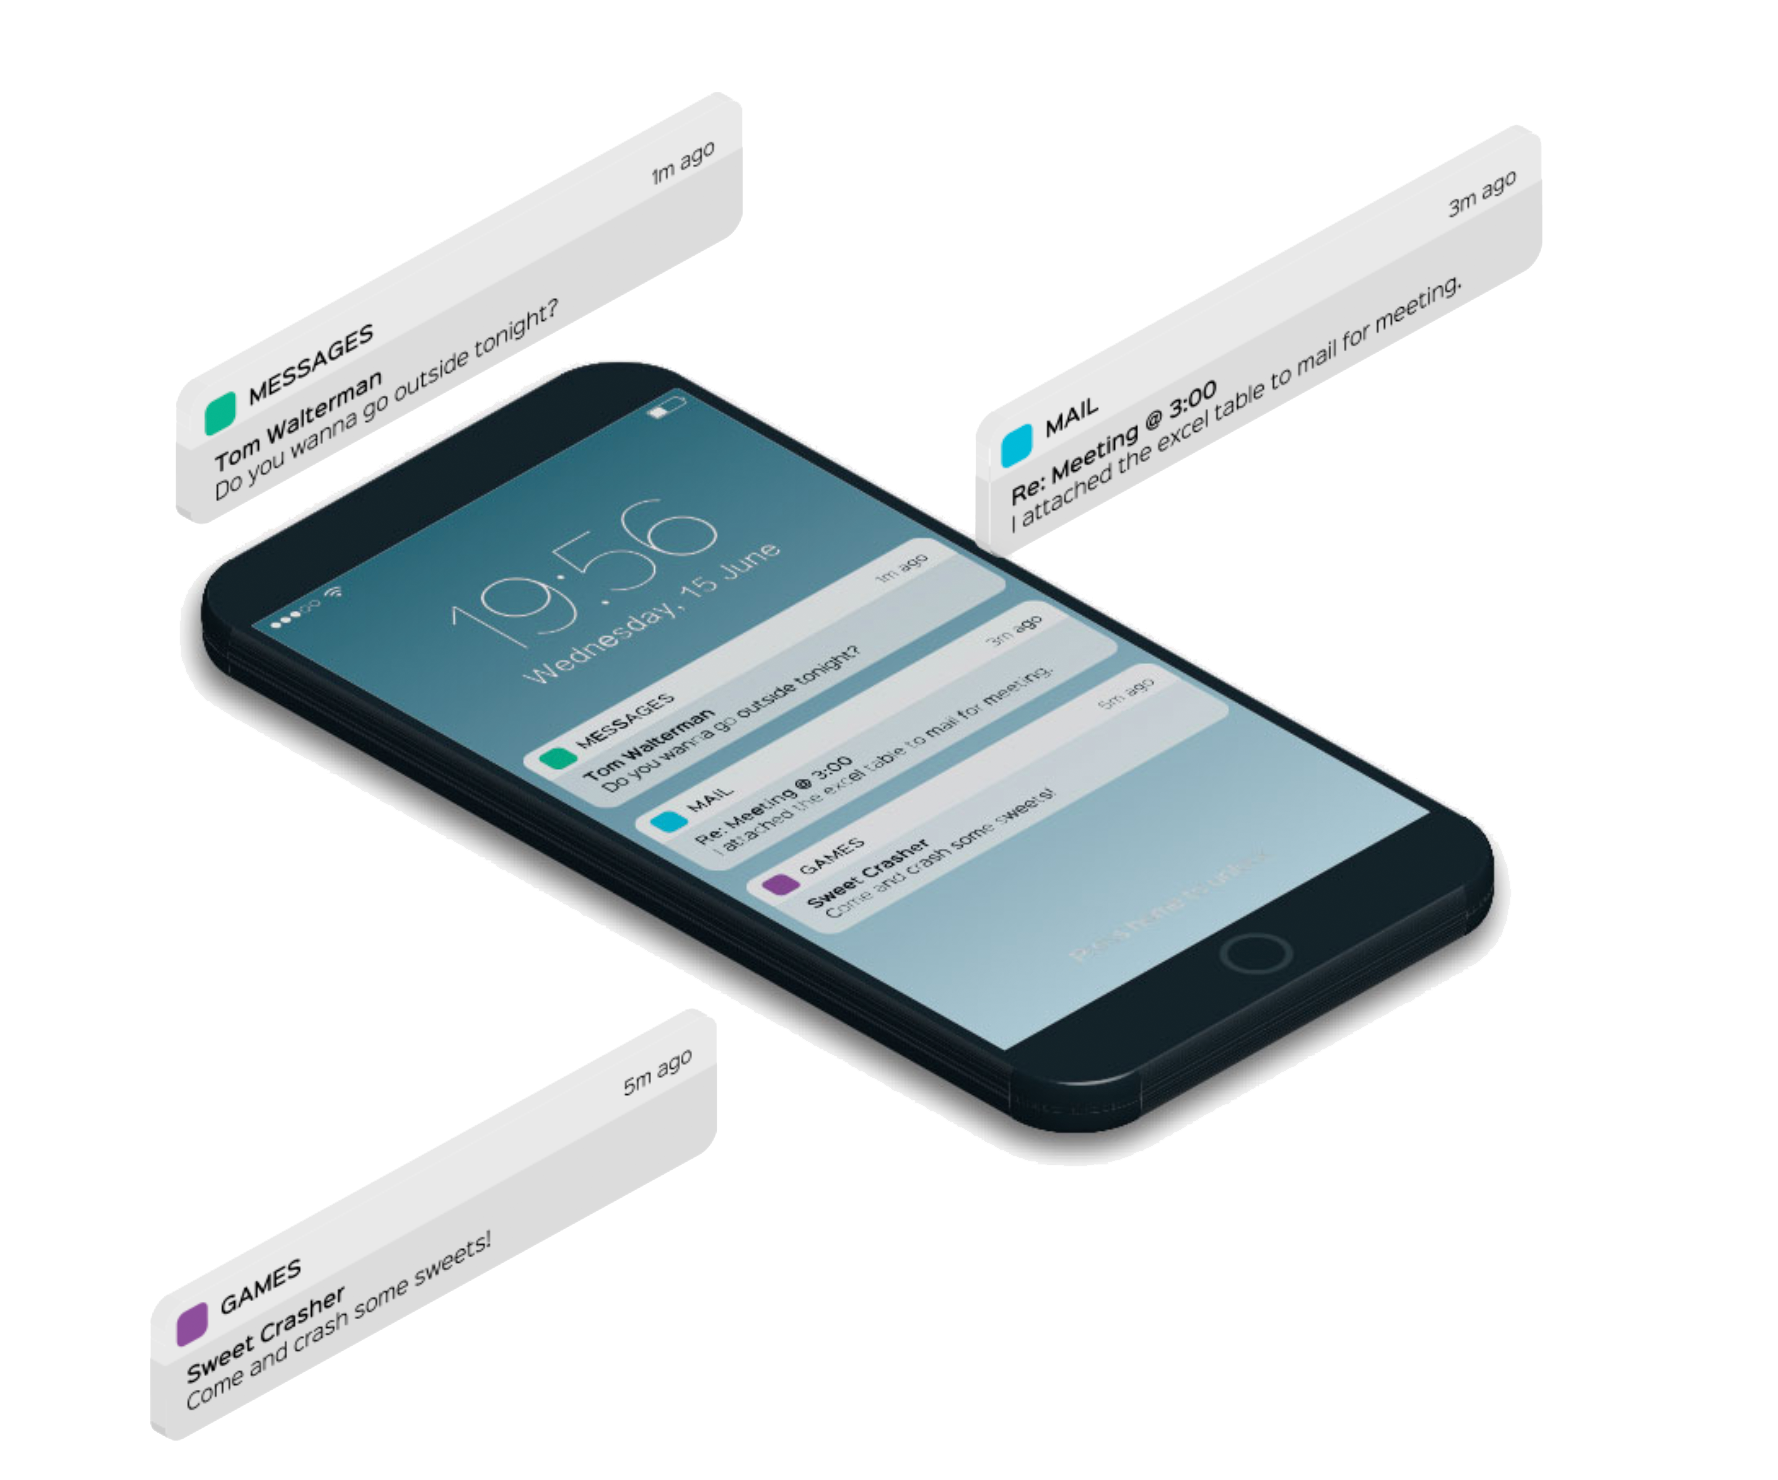 1m ago
MESSAGES
Tom Walterman
Do you wanna go outside tonight?
3m ago
MAIL
Re: Meeting @ 3:00
I attached the excel table to mail for meeting.
19:56
Wednesday, 15 June
1m ago
MESSAGES
Tom Walterman
Do you wanna go outside tonight?
3m ago
MAIL
Re: Meeting @ 3:00
I attached the excel table to mail for meeting.
5m ago
GAMES
Sweet Crasher
Come and crash some sweets!
Press home to unlock
5m ago
GAMES
Sweet Crasher
Come and crash some sweets!